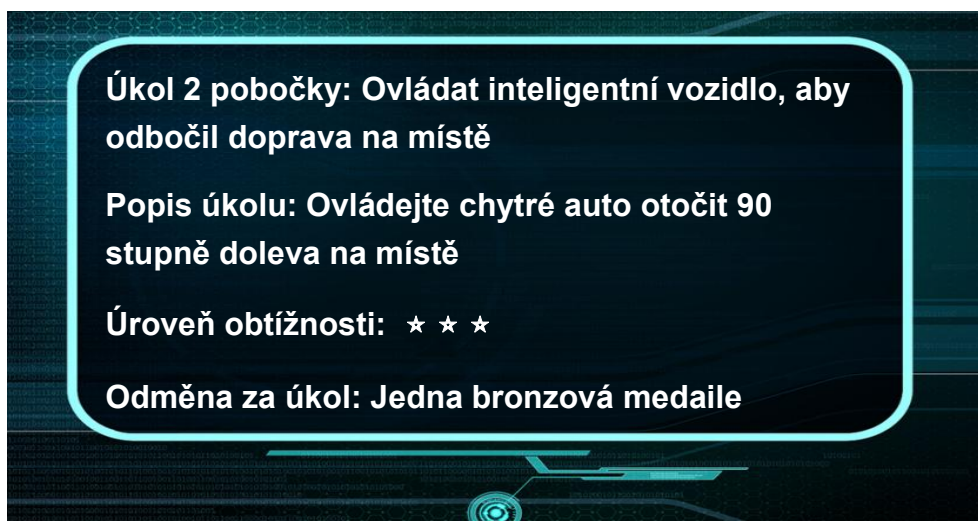 Úkol 2 pobočky: Ovládat inteligentní vozidlo, aby
odbočil doprava na místě
Popis úkolu: Ovládejte chytré auto otočit 90
stupně doleva na místě
Úroveň obtížnosti: ★ ★ ★
Odměna za úkol: Jedna bronzová medaile